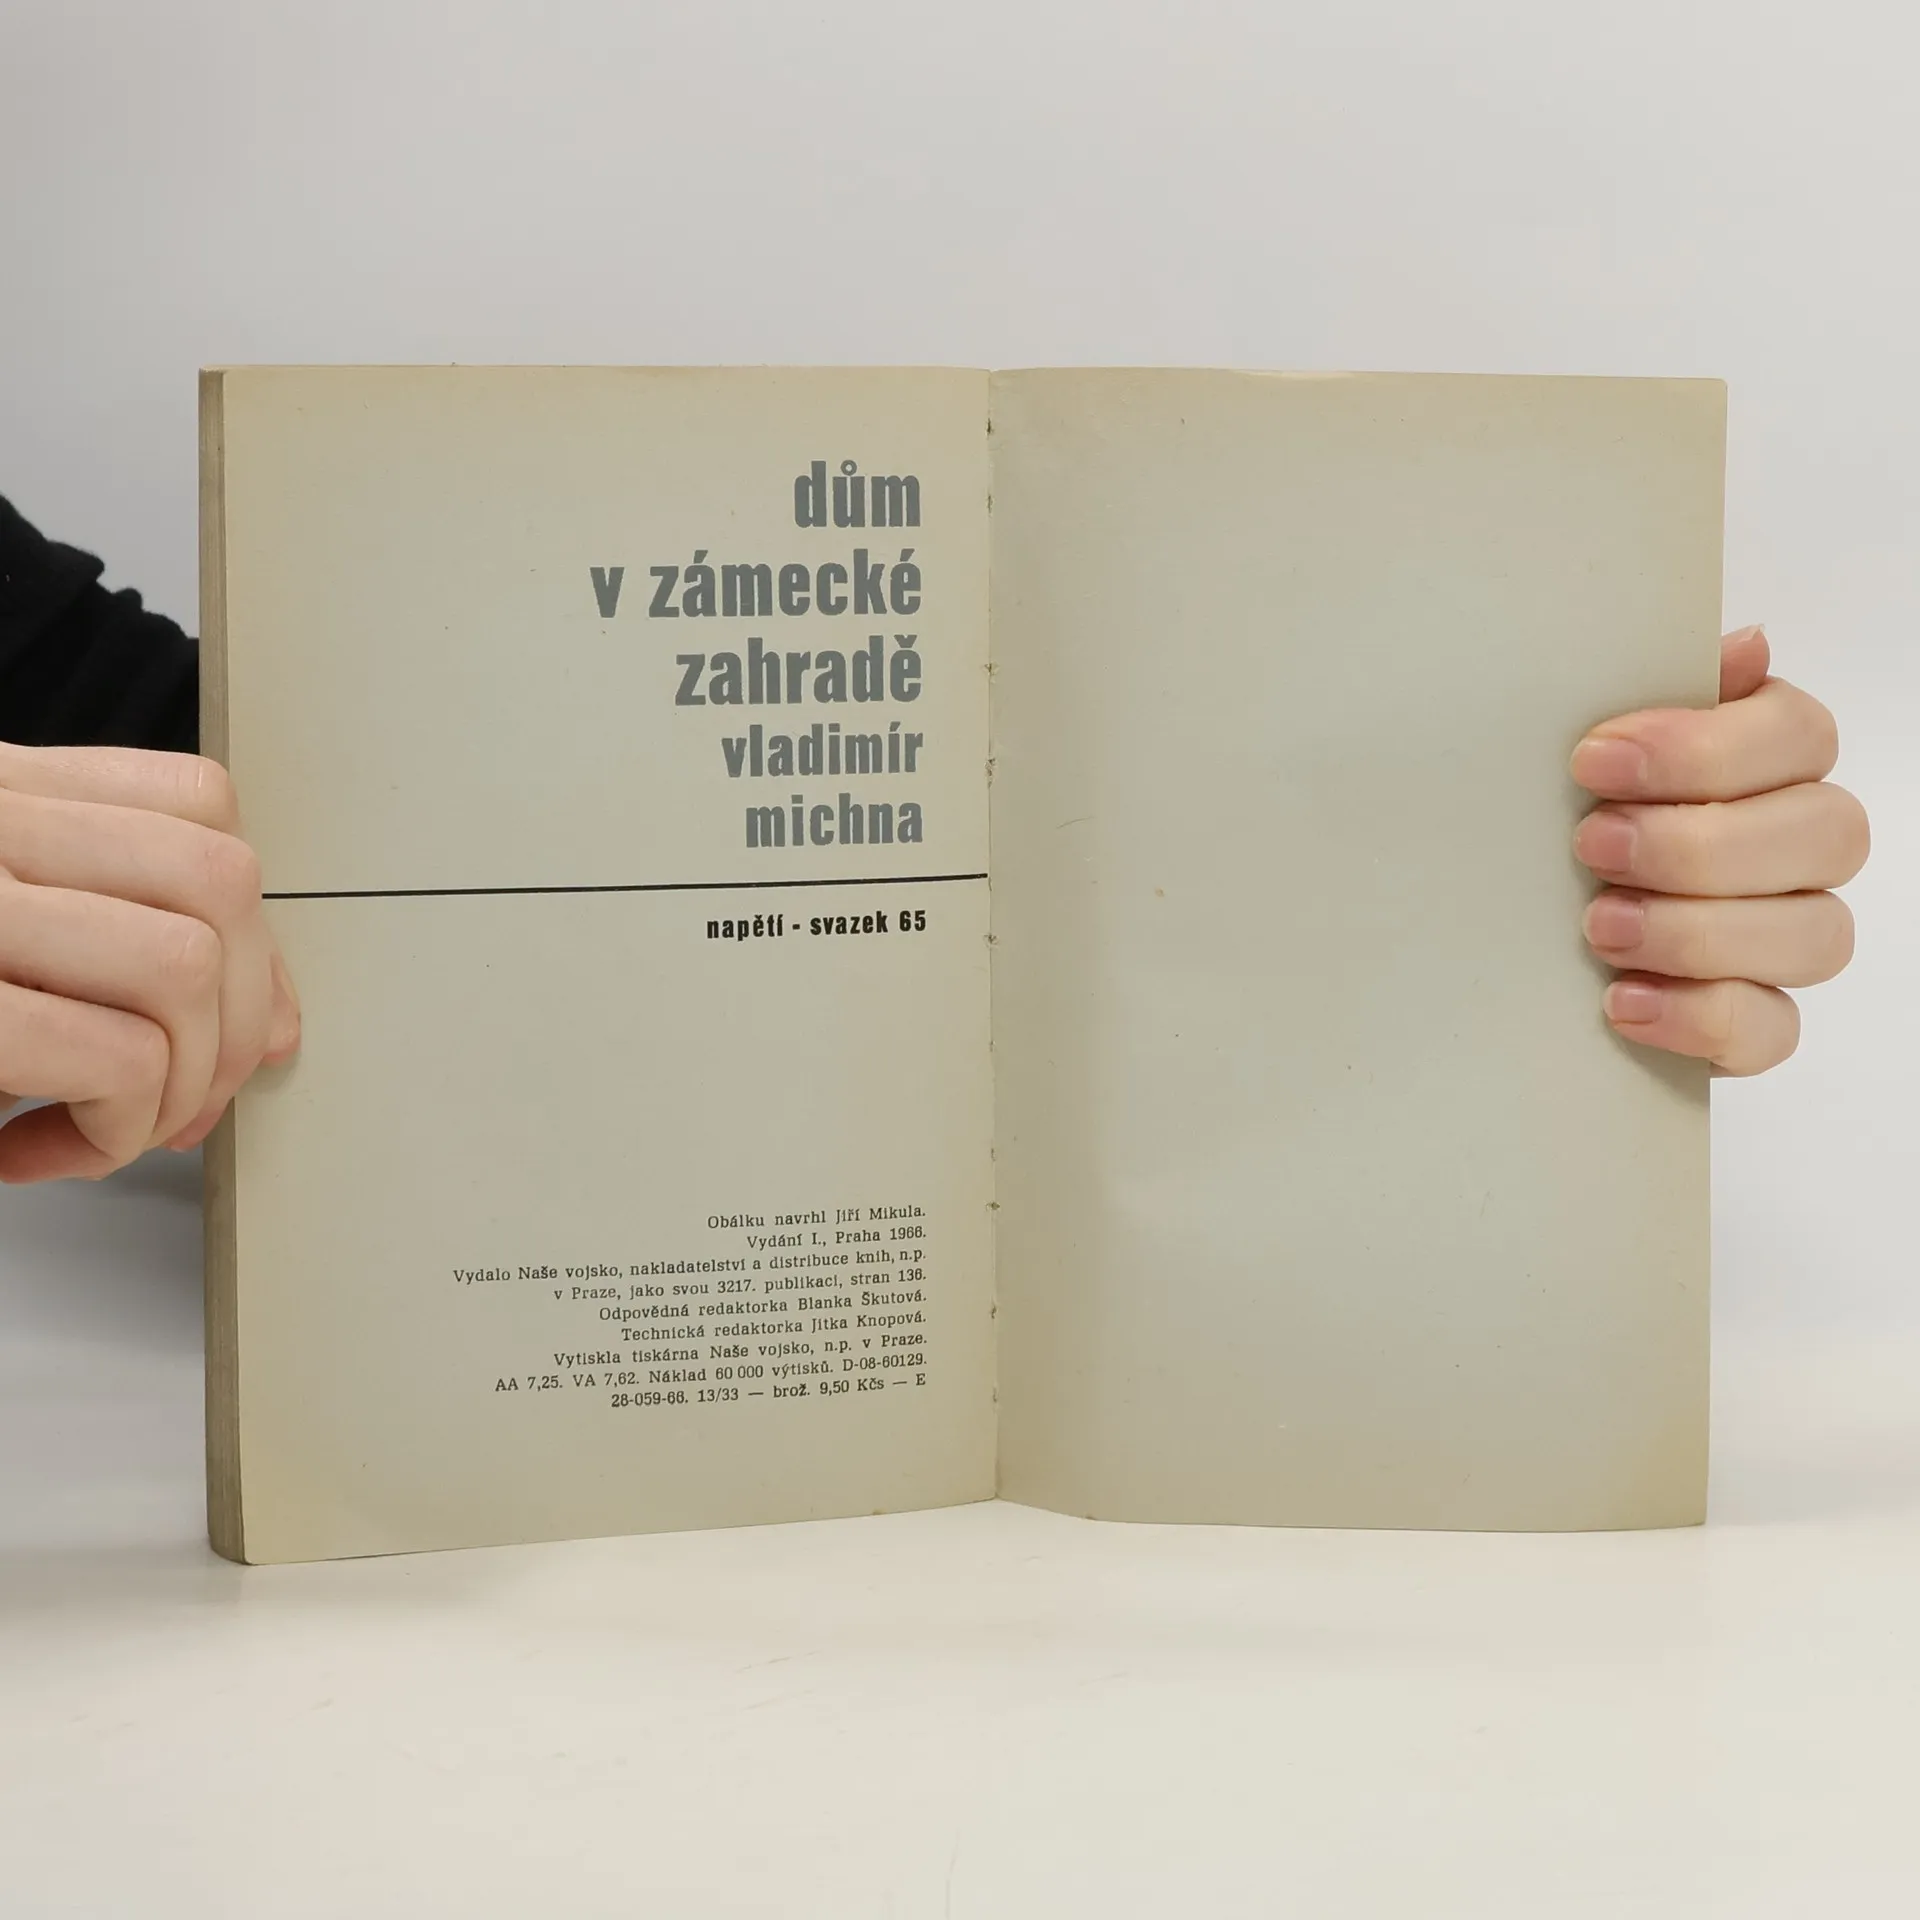 dům
v zámecké
zahradě
vladimír
michna
napětí - svazek 65
Obálku navrhl Jiří Mikula.
Vydání I., Praha 1966.
Vydalo Naše vojsko, nakladatelství a distribuce knih, n.p.
v Praze, jako svou 3217. publikaci, stran 136.
Odpovědná redaktorka Blanka Škutová.
Technická redaktorka Jitka Knopová.
Vytiskla tiskárna Naše vojsko, n.p. v Praze.
AA 7,25. VA 7,62. Náklad 60 000 výtisků. D-08-60129.
28-059-66. 13/33 — brož. 9,50 Kčs — E